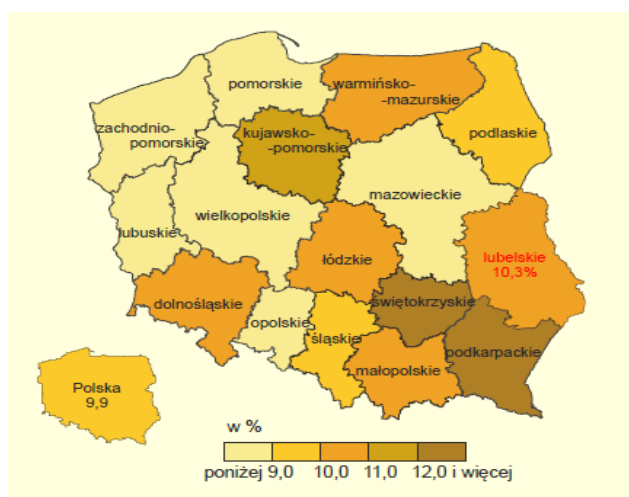 pomorskie
warmińsko-
-mazurskie
zachodnio-
pomorskie
kujawsko-
-pomorskie
podlaskie
mazowieckie
wielkopolskie
lubuskie
łódzkie
lubelskie
10,3%
dolnośląskie
świętokrzyskie
opolskie
śląskie
podkarpackie
małopolskie
Polska
9,9
w %
poniżej 9,0 10,0 11,0 12,0 i więcej